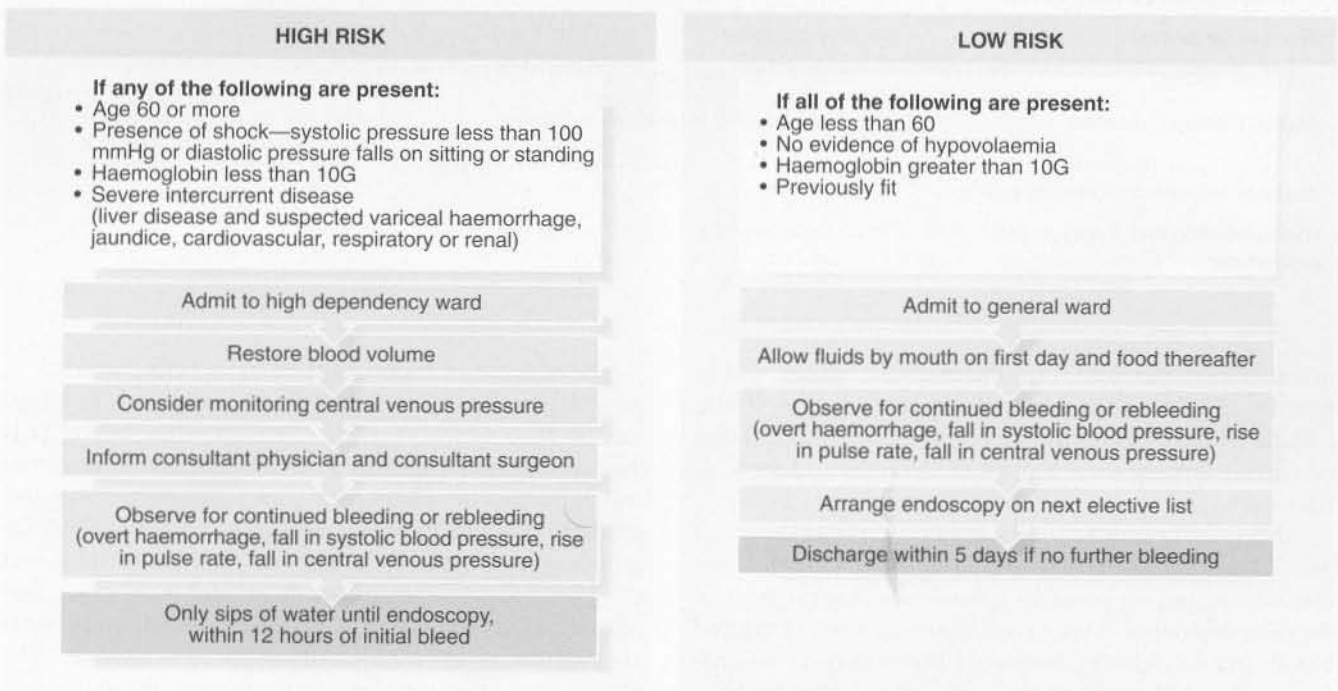 HIGH RISK
If any of the following are present:
• Age 60 or more
• Presence of shock—systolic pressure less than 100
mmHg or diastolic pressure falls on sitting or standing
• Haemoglobin less than 10G
• Severe intercurrent disease
(liver disease and suspected variceal haemorrhage,
jaundice, cardiovascular, respiratory or renal)
Admit to high dependency ward
Restore blood volume
Consider monitoring central venous pressure
Inform consultant physician and consultant surgeon
Observe for continued bleeding or rebleeding
(overt haemorrhage, fall in systolic blood pressure, rise
in pulse rate, fall in central venous pressure)
Only sips of water until endoscopy,
within 12 hours of initial bleed
LOW RISK
If all of the following are present:
• Age less than 60
• No evidence of hypovolaemia
• Haemoglobin greater than 10G
• Previously fit
Admit to general ward
Allow fluids by mouth on first day and food thereafter
Observe for continued bleeding or rebleeding
(overt haemorrhage, fall in systolic blood pressure, rise
in pulse rate, fall in central venous pressure)
Arrange endoscopy on next elective list
Discharge within 5 days if no further bleeding